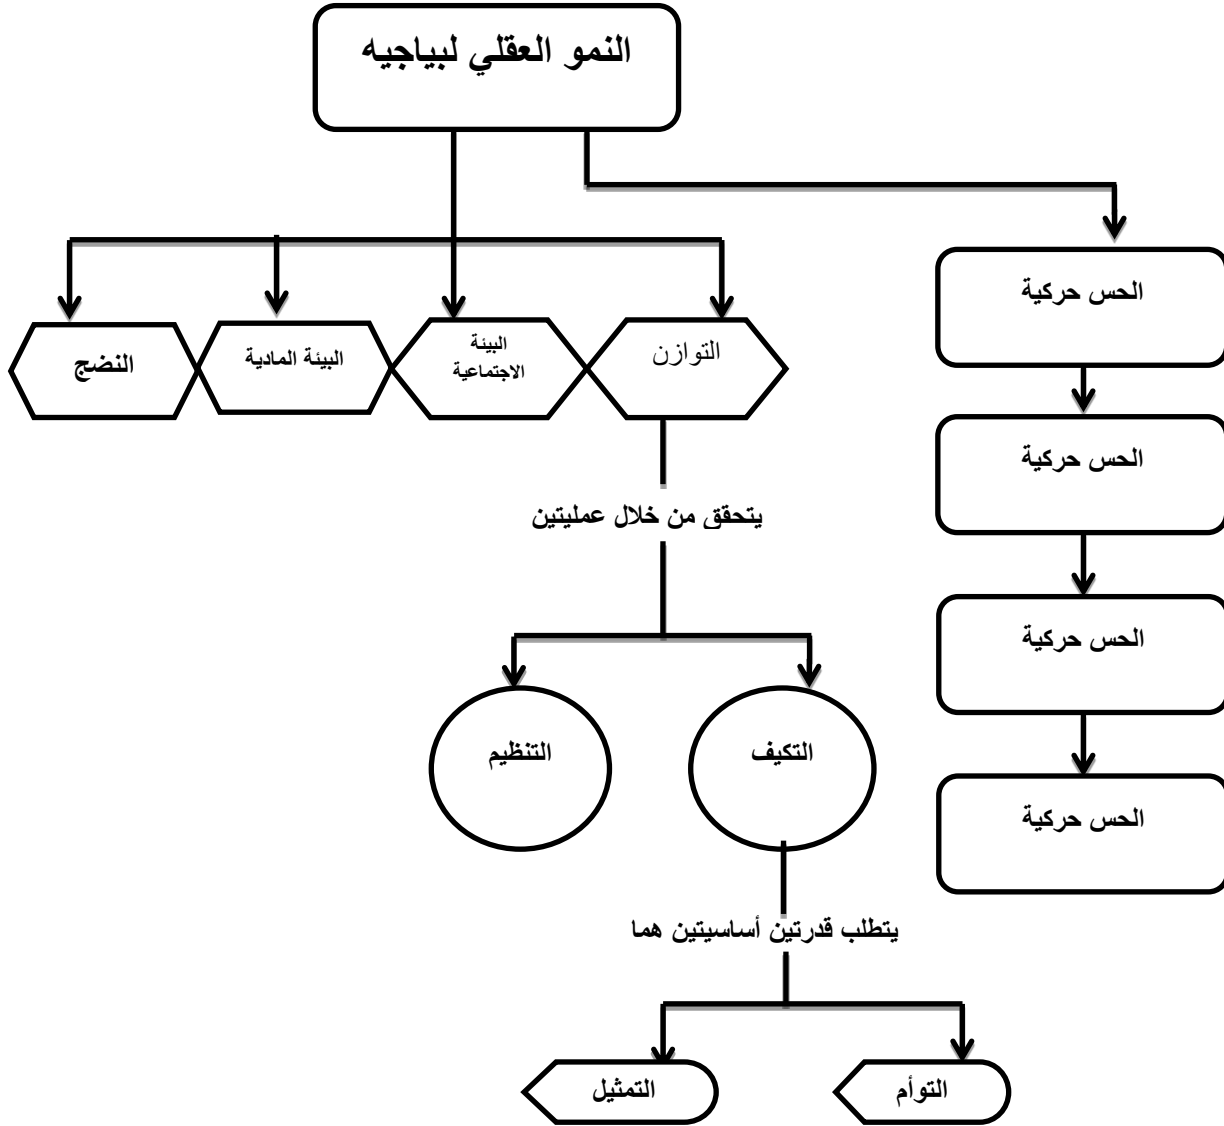 النمو العقلي لبياجيه
الحس حركية
التوازن
البيئة
الاجتماعية
البيئة المادية
النضج
الحس حركية
يتحقق من خلال عمليتين
الحس حركية
التكيف
التنظيم
الحس حركية
يتطلب قدرتين أساسيتين هما
التوأم
التمثيل